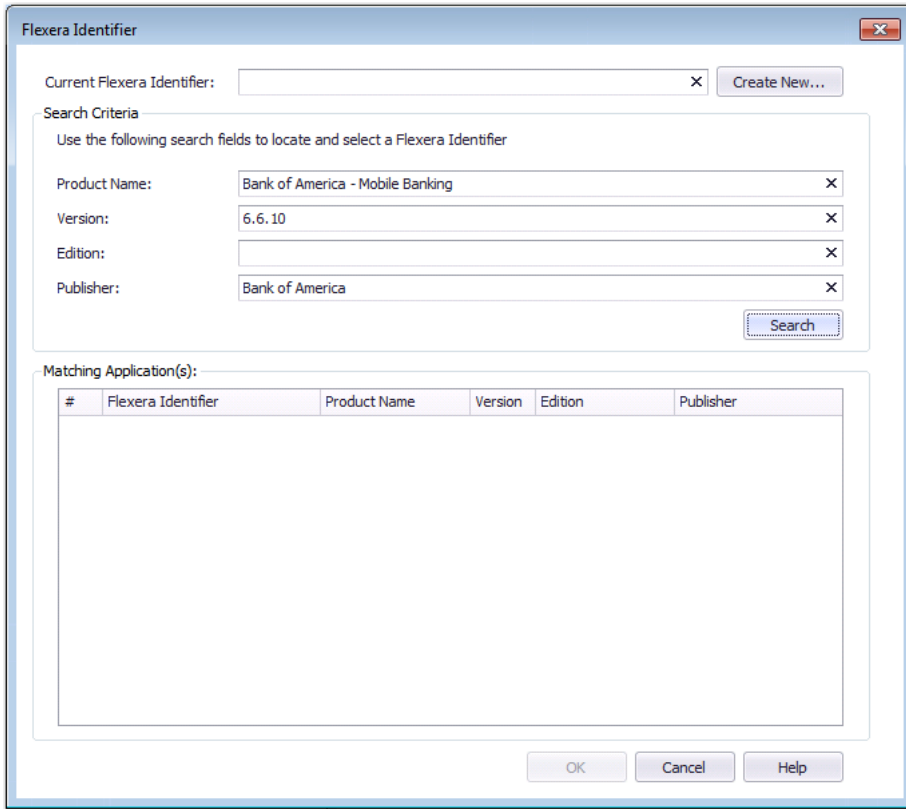 Flexera Identifier
Current Flexera Identifier: Create New...
Search Criteria
Use the following search fields to locate and select a Flexera Identifier
Product Name: Bank of America - Mobile Banking
Version: 6.6.10
Edition:
Publisher: Bank of America
Search
Matching Application(s):
# Flexera Identifier Product Name Version Edition Publisher
OK Cancel Help